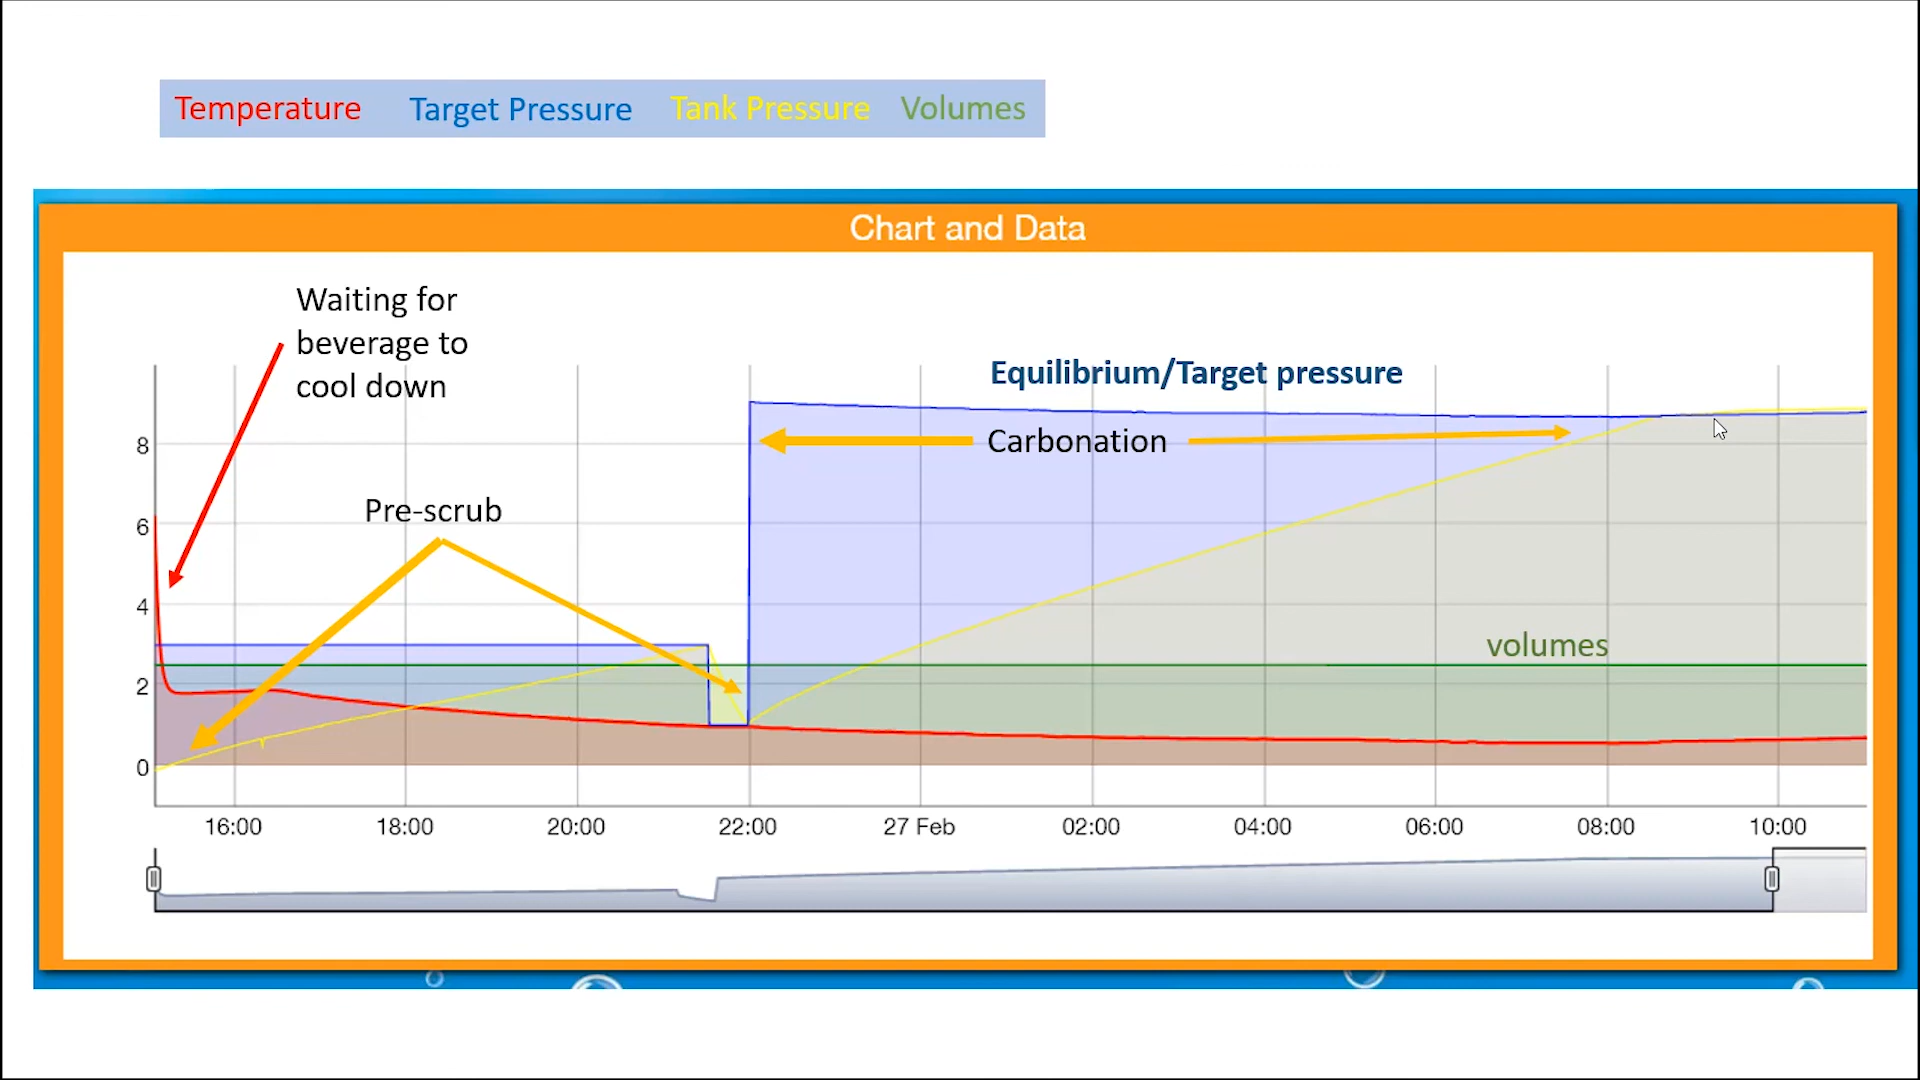 Temperature Target Pressure Tank Pressure Volumes
Chart and Data
Waiting for
beverage to
cool down
Equilibrium/Target pressure
Carbonation
Pre-scrub
volumes
8
6
4
2
0
16:00 18:00 20:00 22:00 27 Feb 02:00 04:00 06:00 08:00 10:00